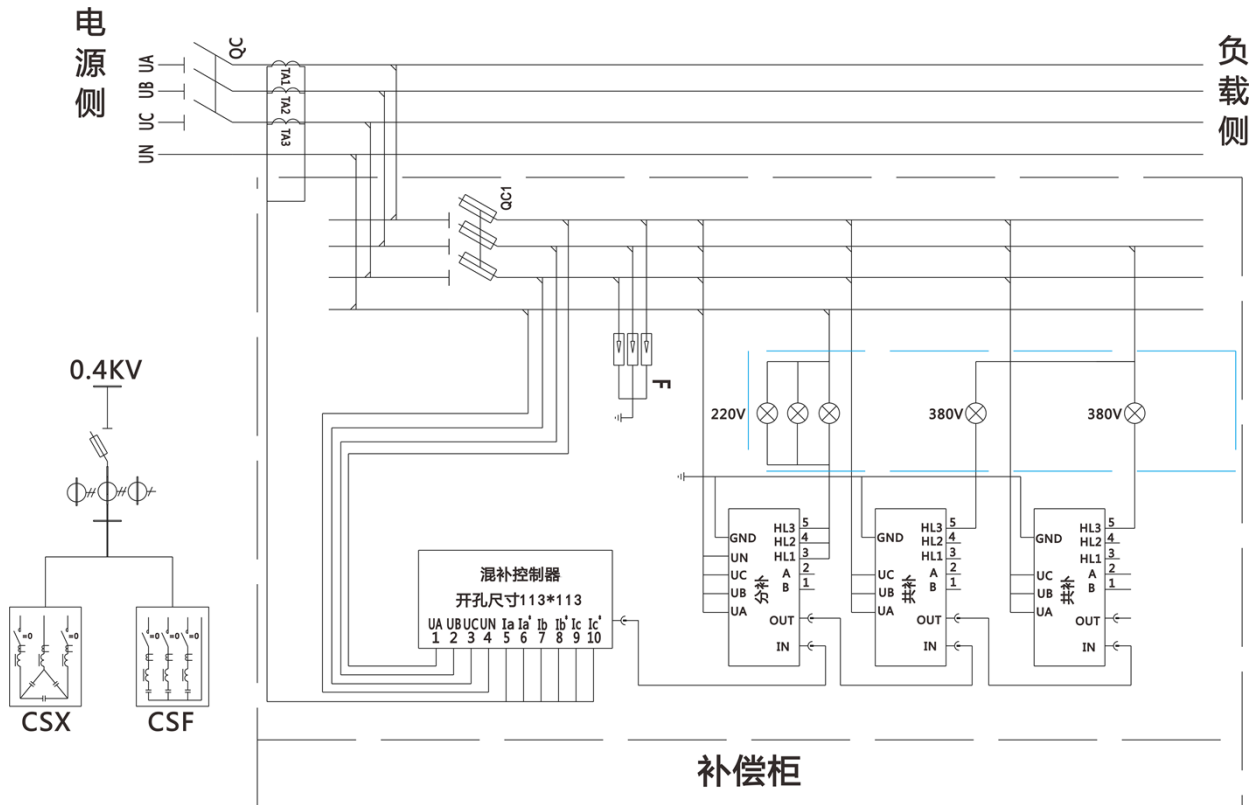 电源侧
负载侧
QC
UA
UB
UC
UN
TA1
TA2
TA3
QC1
0.4KV
F
220V
380V
380V
GND
UN
UC
UB
UA
分补
HL3 5
HL2 4
HL1 3
A 2
B 1
OUT
IN
GND
UC
UB
UA
共补
HL3 5
HL2 4
HL1 3
A 2
B 1
OUT
IN
GND
UC
UB
UA
共补
HL3 5
HL2 4
HL1 3
A 2
B 1
OUT
IN
混补控制器
开孔尺寸113*113
UA UB UC UN Ia Ia' Ib Ib' Ic Ic'
1 2 3 4 5 6 7 8 9 10
=0 =0
=0 =0 =0
CSX
CSF
补偿柜